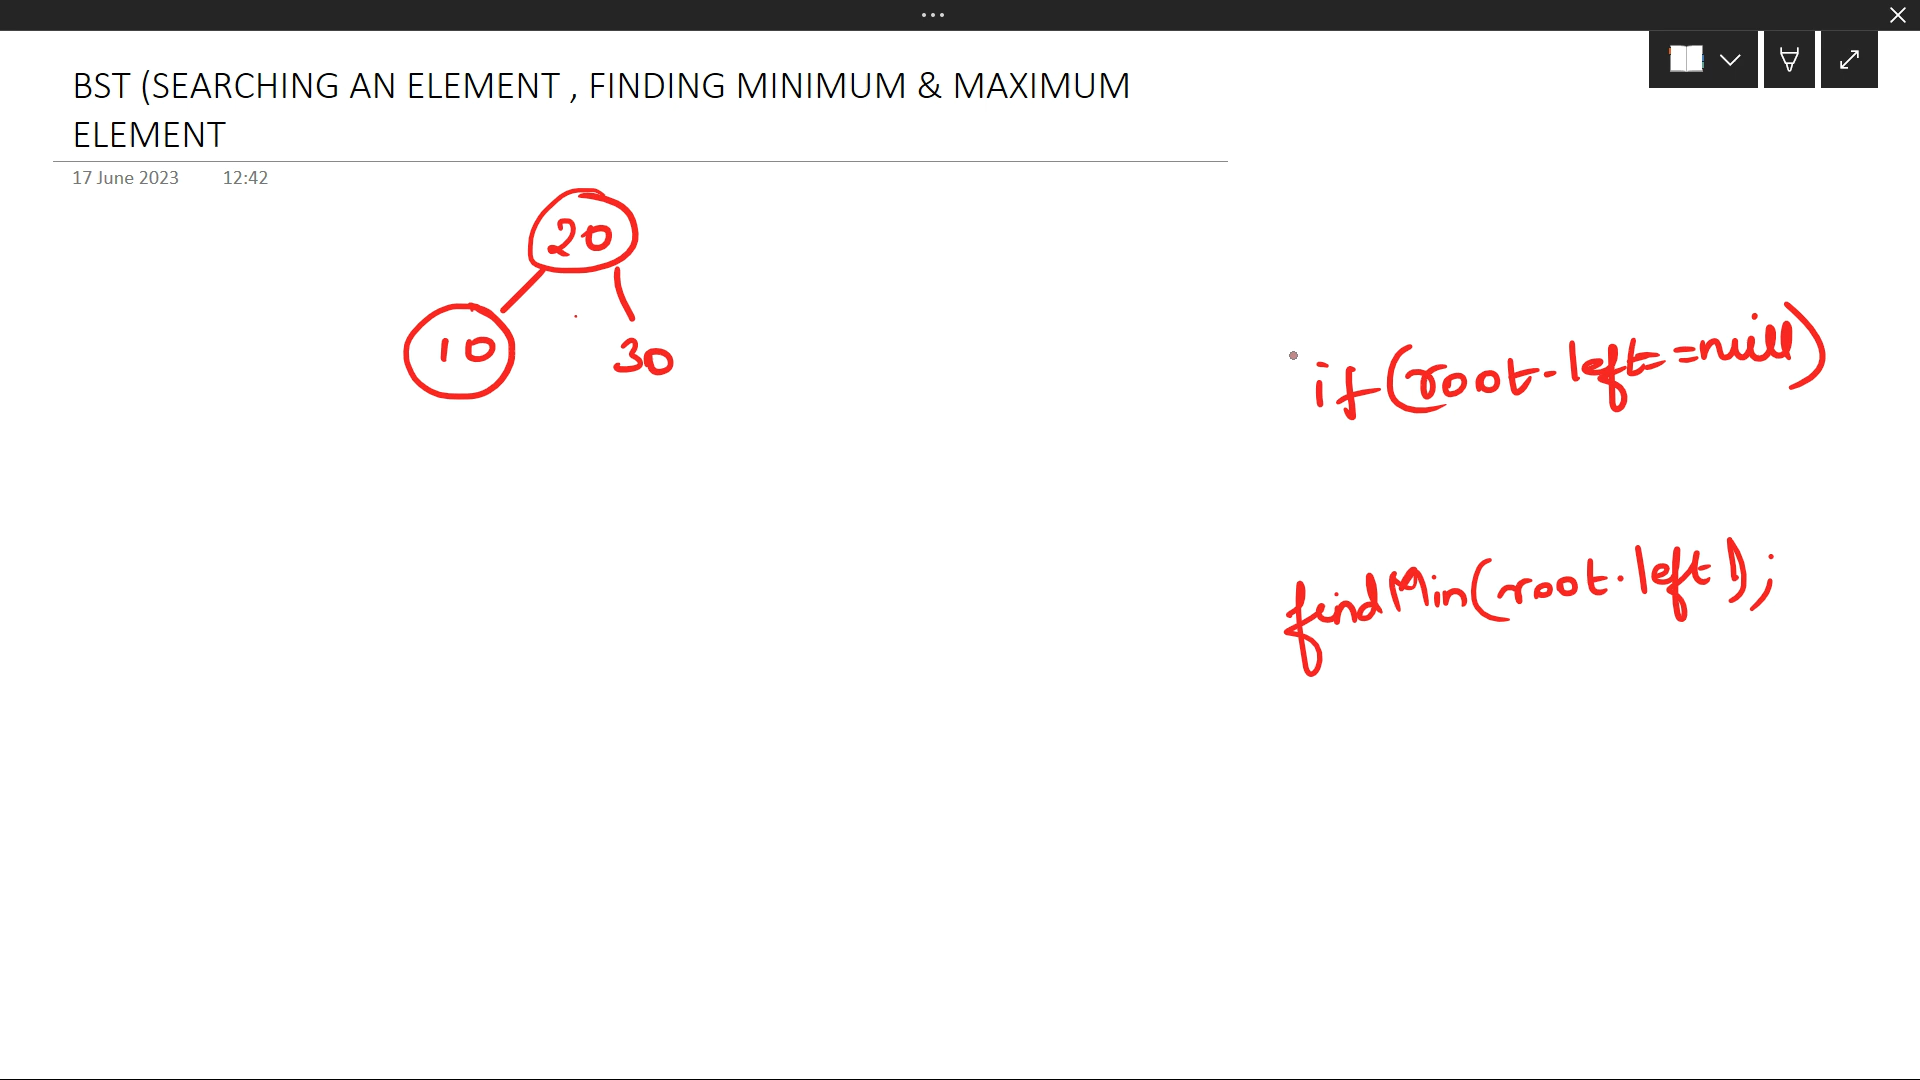 BST (SEARCHING AN ELEMENT , FINDING MINIMUM & MAXIMUM
ELEMENT
17 June 2023 12:42
20
10 30
if(root.left==null)
findMin(root.left);